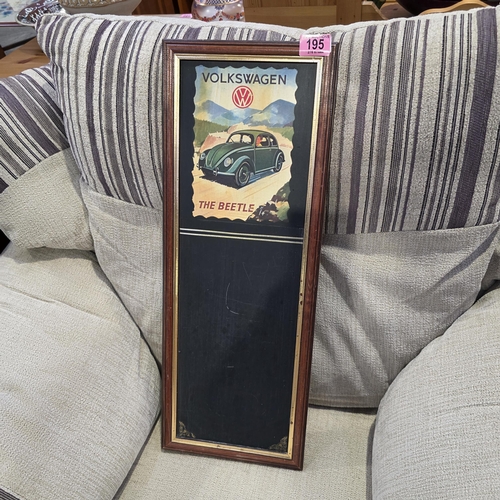 195
VOLKSWAGEN
VW
THE BEETLE